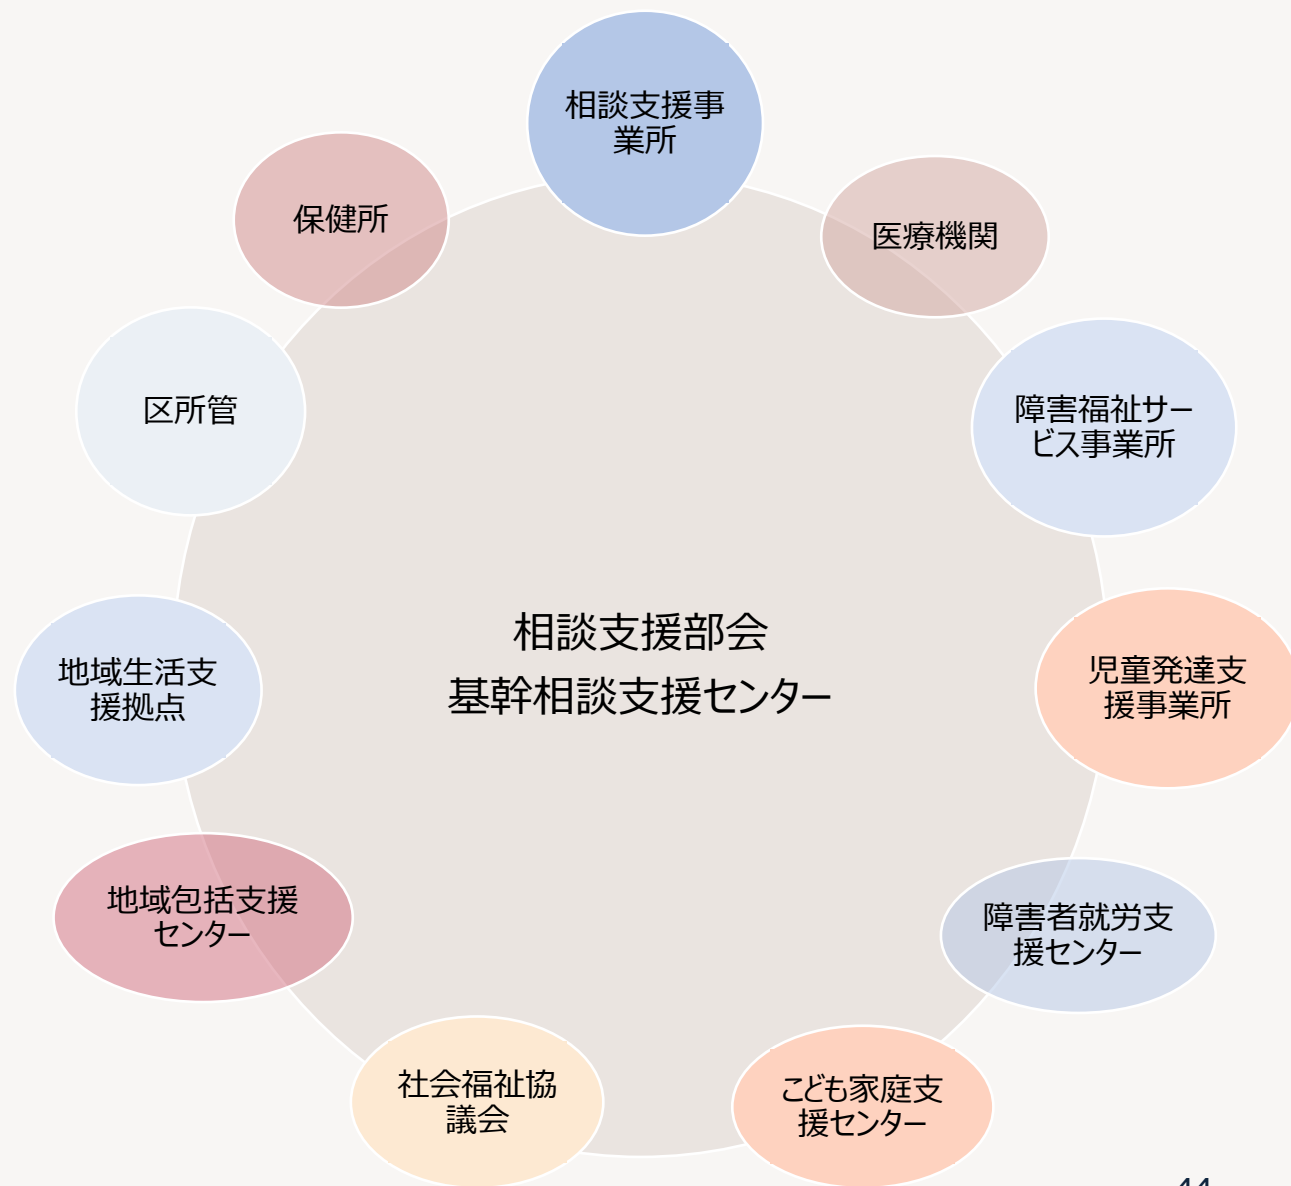 相談支援事
業所
保健所
医療機関
区所管
障害福祉サー
ビス事業所
相談支援部会
基幹相談支援センター
地域生活支
援拠点
児童発達支
援事業所
地域包括支援
センター
障害者就労支
援センター
社会福祉協
議会
こども家庭支
援センター
44